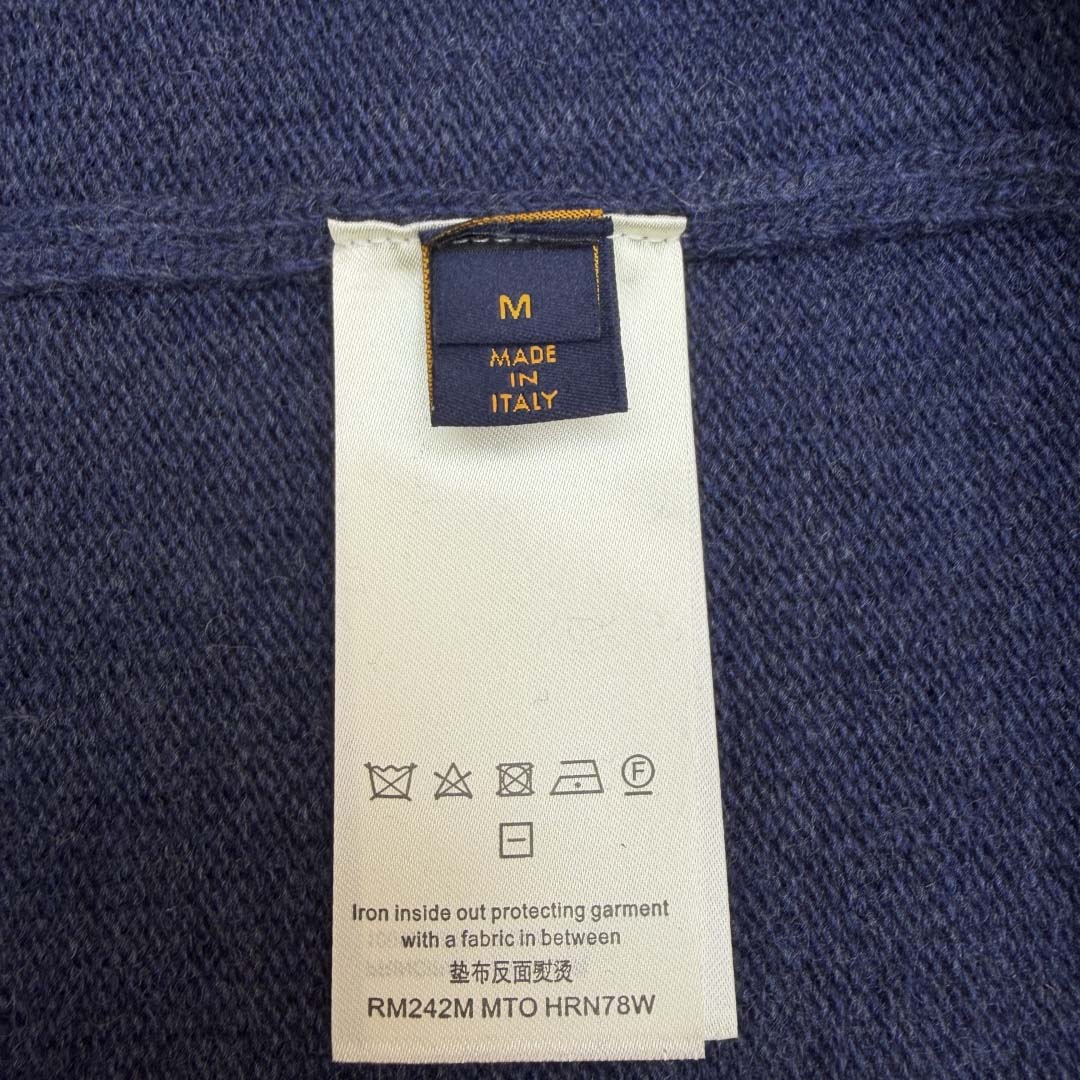 M
MADE
IN
ITALY
F
Iron inside out protecting garment
with a fabric in between
垫布反面熨烫
RM242M MTO HRN78W